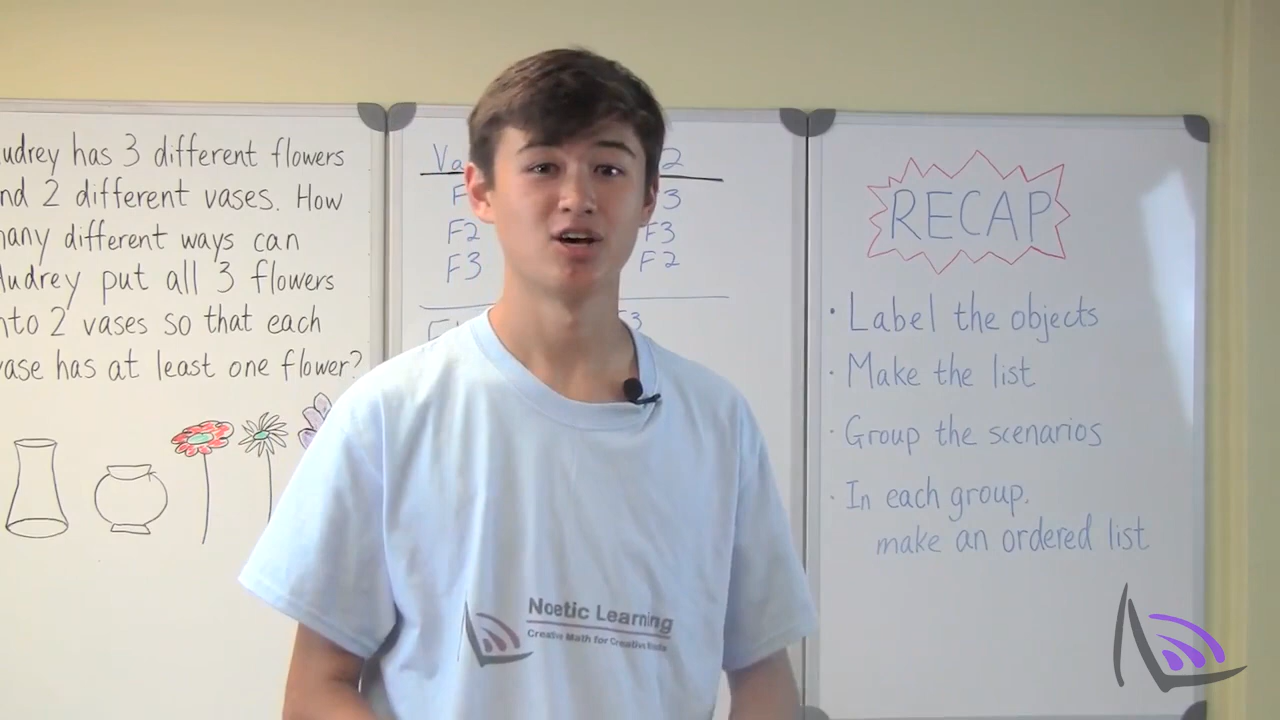 udrey has 3 different flowers
nd 2 different vases. How
any different ways can
udrey put all 3 flowers
nto 2 vases so that each
vase has at least one flower?
Va 2
F 3
F2 F3
F3 F2
3
RECAP
• Label the objects
• Make the list
• Group the scenarios
• In each group.
make an ordered list
Noetic Learning
Creative Math for Creative Minds